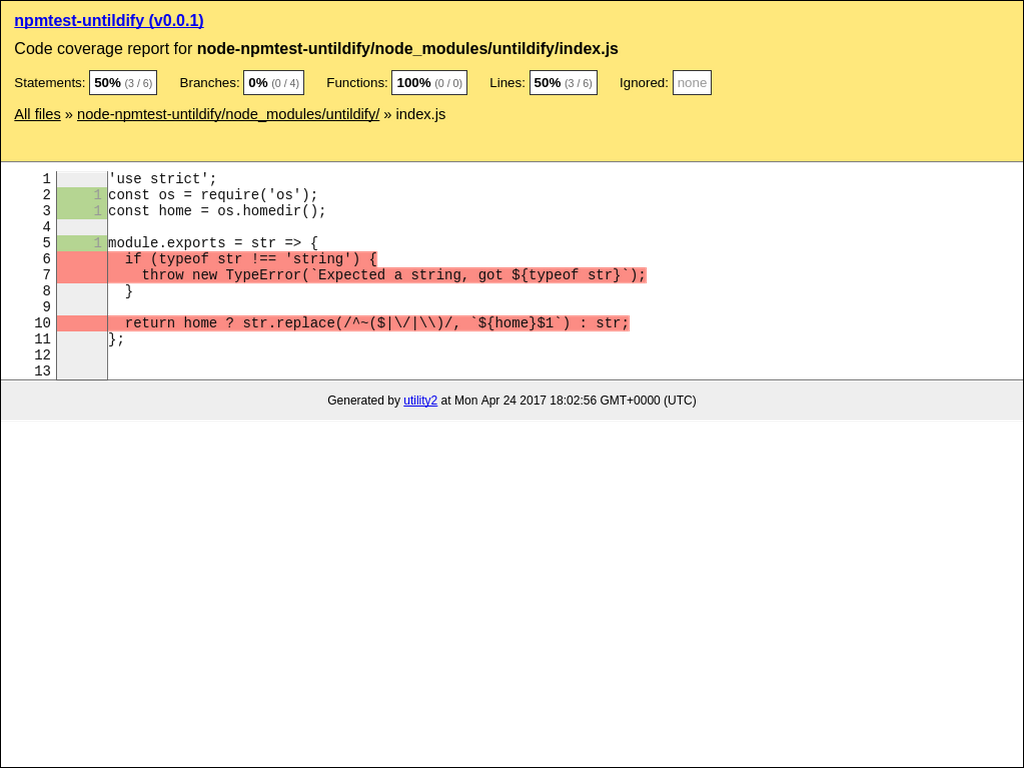 npmtest-untildify (v0.0.1)
Code coverage report for node-npmtest-untildify/node_modules/untildify/index.js
Statements: 50% (3 / 6) Branches: 0% (0 / 4) Functions: 100% (0 / 0) Lines: 50% (3 / 6) Ignored: none
All files » node-npmtest-untildify/node_modules/untildify/ » index.js
1 'use strict';
2 1 const os = require('os');
3 1 const home = os.homedir();
4
5 1 module.exports = str => {
6 if (typeof str !== 'string') {
7 throw new TypeError(`Expected a string, got ${typeof str}`);
8 }
9
10 return home ? str.replace(/^~($|\/|\\)/, `${home}$1`) : str;
11 };
12
13
Generated by utility2 at Mon Apr 24 2017 18:02:56 GMT+0000 (UTC)